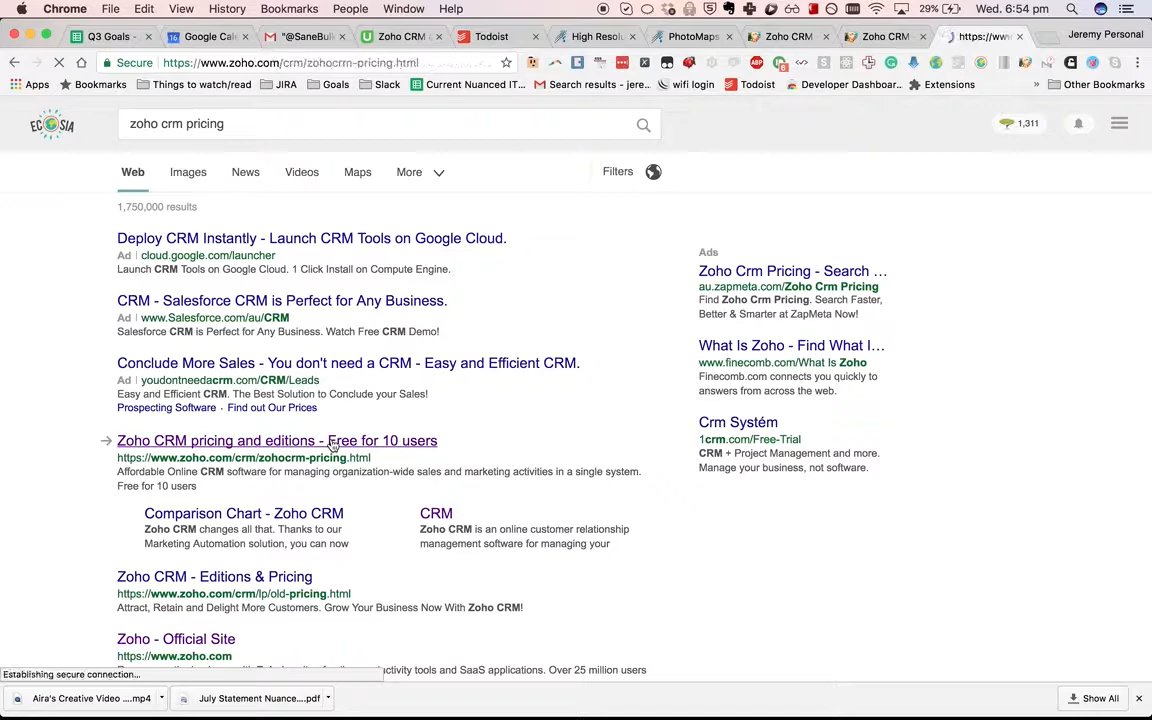 Chrome File Edit View History Bookmarks People Window Help 29% Wed. 6:54 pm
Q3 Goals - Google Cal "@SaneBul Zoho CRM Todoist High Resol PhotoMaps Zoho CRM Zoho CRM https://ww Jeremy Personal
Secure https://www.zoho.com/crm/zohocrm-pricing.html
Apps Bookmarks Things to watch/read JIRA Goals Slack Current Nuanced IT... Search results - jere... wifi login Todoist Developer Dashboar... Extensions » Other Bookmarks
ECOSIA
zoho crm pricing
1,311
Web Images News Videos Maps More Filters
1,750,000 results
Deploy CRM Instantly - Launch CRM Tools on Google Cloud.
Ad cloud.google.com/launcher
Launch CRM Tools on Google Cloud. 1 Click Install on Compute Engine.
CRM - Salesforce CRM is Perfect for Any Business.
Ad www.Salesforce.com/au/CRM
Salesforce CRM is Perfect for Any Business. Watch Free CRM Demo!
Conclude More Sales - You don't need a CRM - Easy and Efficient CRM.
Ad youdontneedacrm.com/CRM/Leads
Easy and Efficient CRM. The Best Solution to Conclude your Sales!
Prospecting Software · Find out Our Prices
Zoho CRM pricing and editions - Free for 10 users
https://www.zoho.com/crm/zohocrm-pricing.html
Affordable Online CRM software for managing organization-wide sales and marketing activities in a single system.
Free for 10 users
Comparison Chart - Zoho CRM
Zoho CRM changes all that. Thanks to our
Marketing Automation solution, you can now
CRM
Zoho CRM is an online customer relationship
management software for managing your
Zoho CRM - Editions & Pricing
https://www.zoho.com/crm/lp/old-pricing.html
Attract, Retain and Delight More Customers. Grow Your Business Now With Zoho CRM!
Zoho - Official Site
https://www.zoho.com
tivity tools and SaaS applications. Over 25 million users
Ads
Zoho Crm Pricing - Search ...
au.zapmeta.com/Zoho Crm Pricing
Find Zoho Crm Pricing. Search Faster,
Better & Smarter at ZapMeta Now!
What Is Zoho - Find What I...
www.finecomb.com/What Is Zoho
Finecomb.com connects you quickly to
answers from across the web.
Crm Systém
1crm.com/Free-Trial
CRM + Project Management and more.
Manage your business, not software.
Establishing secure connection...
Aira's Creative Video ....mp4 July Statement Nuance...pdf Show All